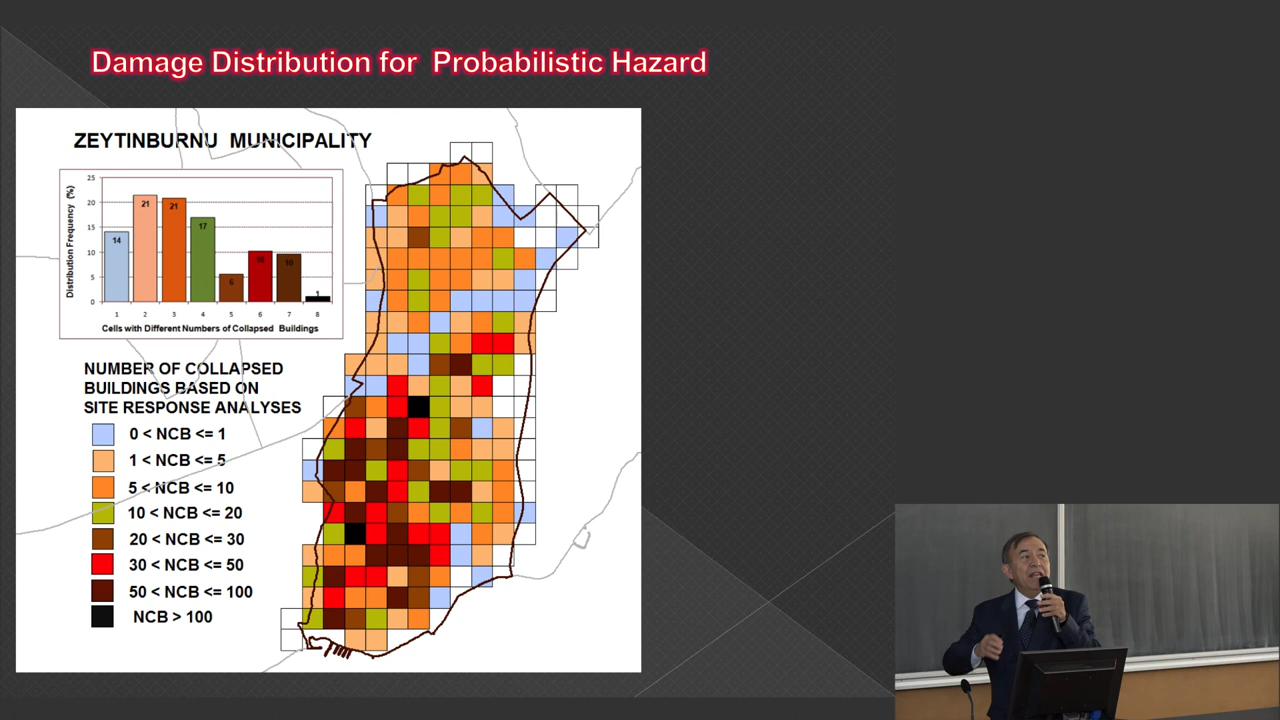 Damage Distribution for Probabilistic Hazard
ZEYTINBURNU MUNICIPALITY
Distribution Frequency (%)
25
20
15
10
5
0
14
21
21
17
6
10
10
1
1 2 3 4 5 6 7 8
Cells with Different Numbers of Collapsed Buildings
NUMBER OF COLLAPSED
BUILDINGS BASED ON
SITE RESPONSE ANALYSES
0 < NCB <= 1
1 < NCB <= 5
5 < NCB <= 10
10 < NCB <= 20
20 < NCB <= 30
30 < NCB <= 50
50 < NCB <= 100
NCB > 100